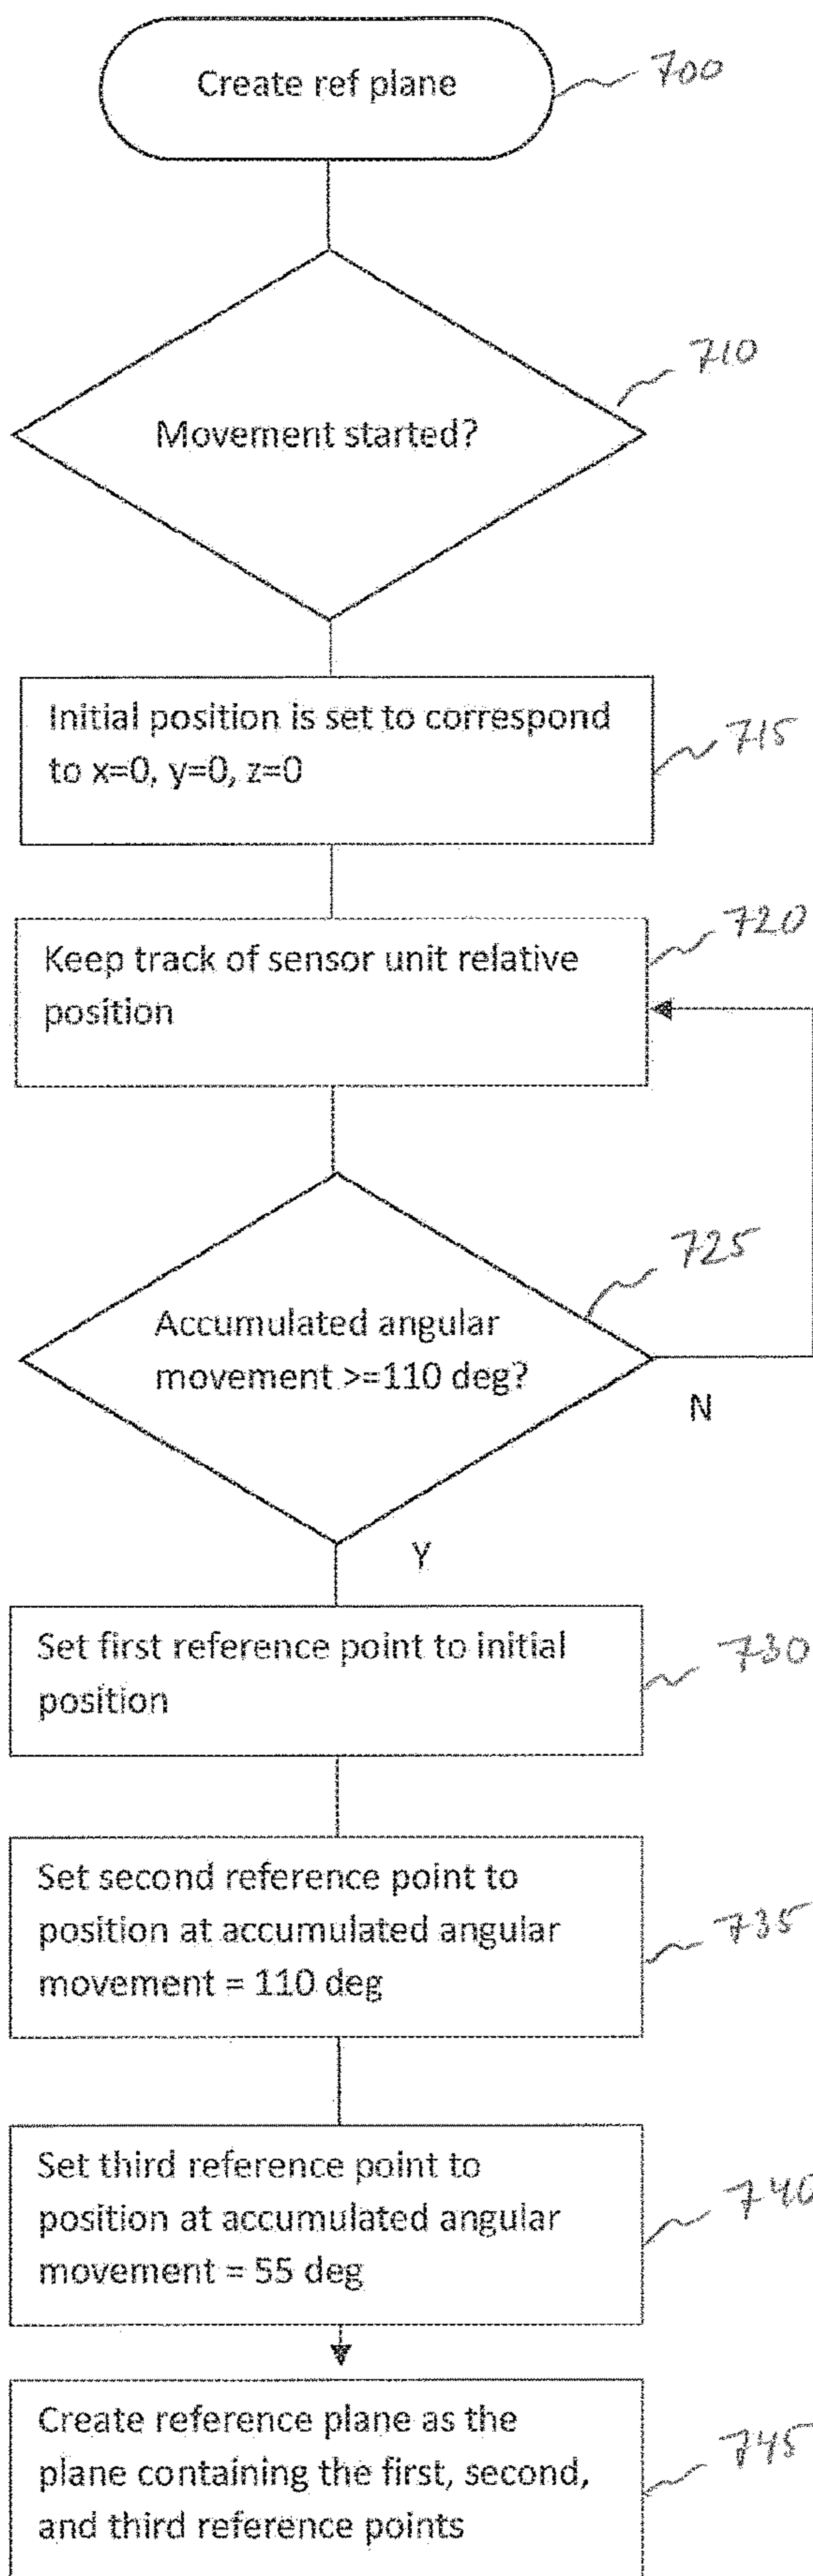 Create ref plane
700
Movement started?
710
Initial position is set to correspond
to x=0, y=0, z=0
715
Keep track of sensor unit relative
position
720
Accumulated angular
movement >=110 deg?
725
N
Y
Set first reference point to initial
position
730
Set second reference point to
position at accumulated angular
movement = 110 deg
735
Set third reference point to
position at accumulated angular
movement = 55 deg
740
Create reference plane as the
plane containing the first, second,
and third reference points
745